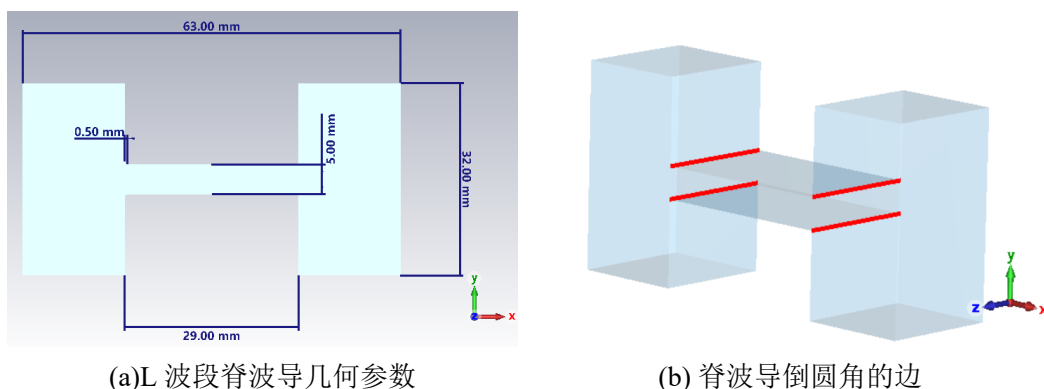 63.00 mm
0.50 mm
5.00 mm
32.00 mm
29.00 mm
y
z
x
y
z
x
(a)L 波段脊波导几何参数
(b) 脊波导倒圆角的边